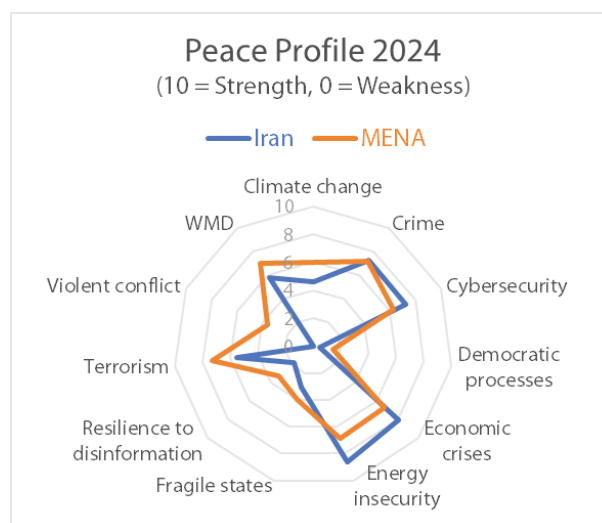 Peace Profile 2024
(10 = Strength, 0 = Weakness)
Iran
MENA
Climate change
Crime
Cybersecurity
Democratic
processes
Economic
crises
Energy
insecurity
Fragile states
Resilience to
disinformation
Terrorism
Violent conflict
WMD
10
8
6
4
2
0